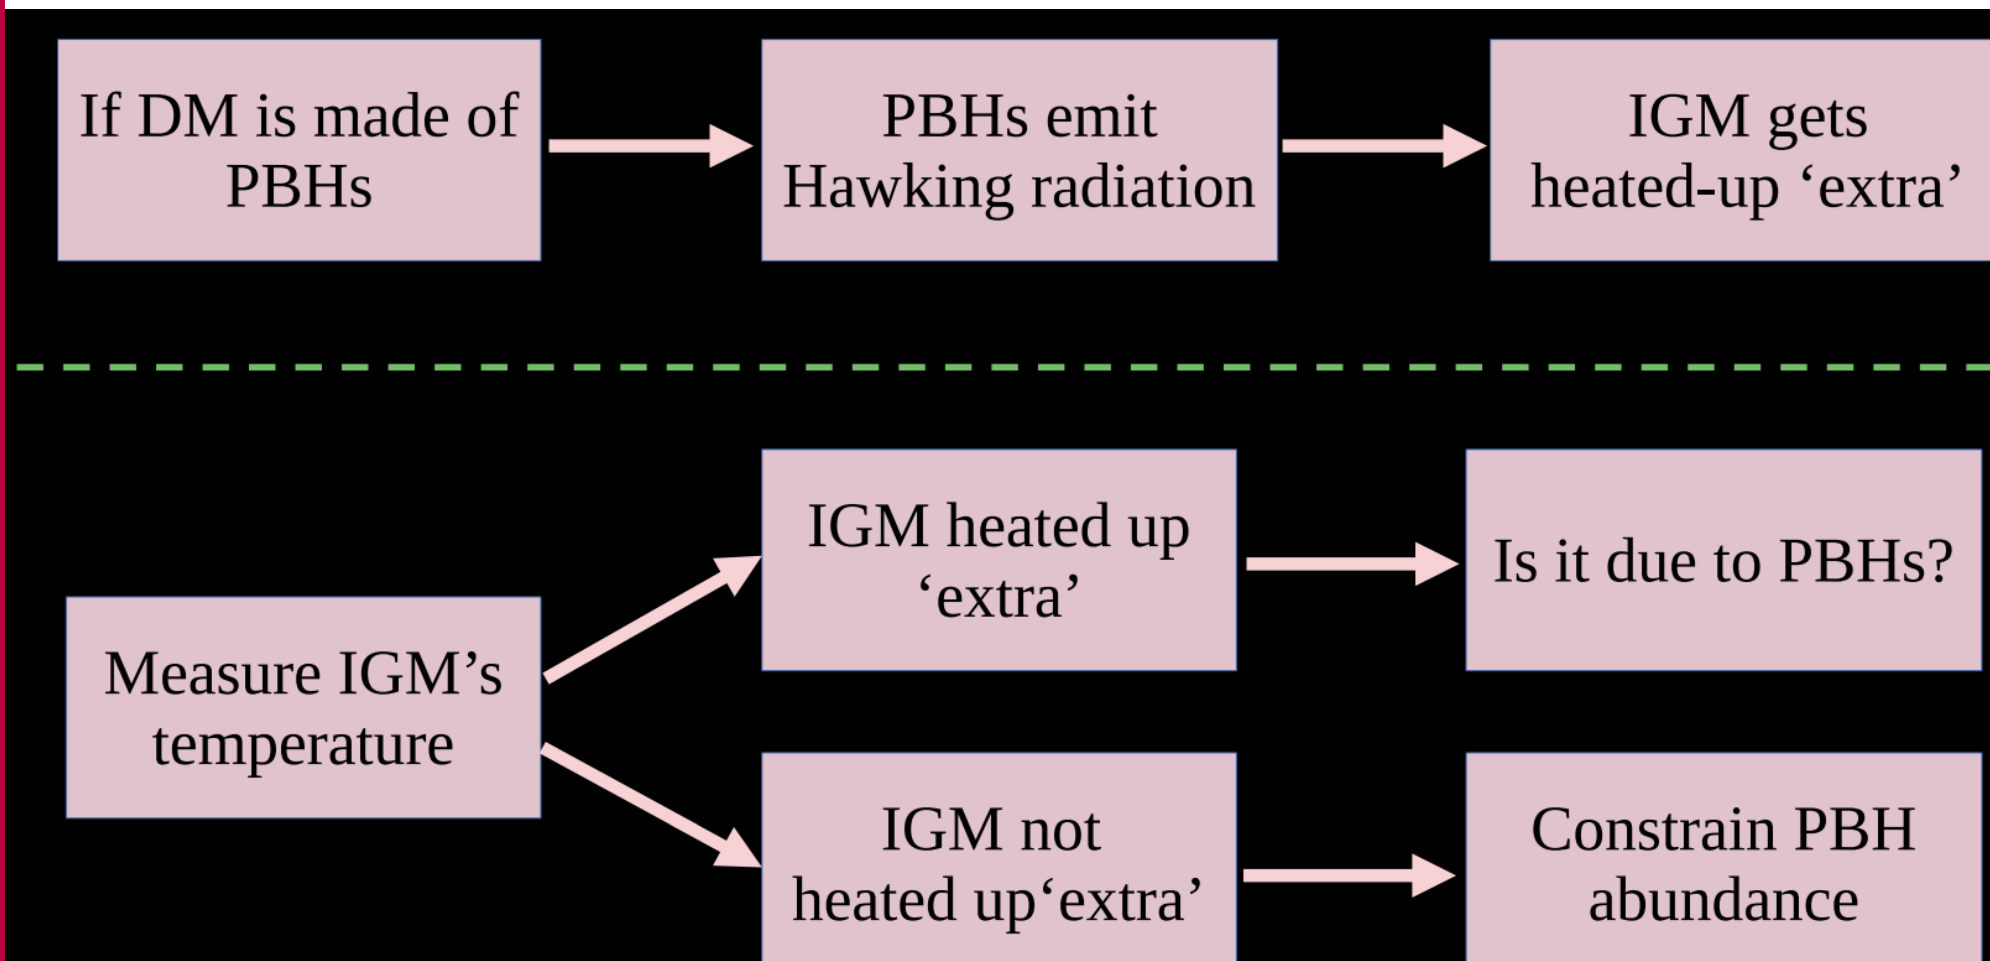 If DM is made of
PBHs
PBHs emit
Hawking radiation
IGM gets
heated-up ‘extra’
IGM heated up
‘extra’
Is it due to PBHs?
Measure IGM’s
temperature
IGM not
heated up‘extra’
Constrain PBH
abundance